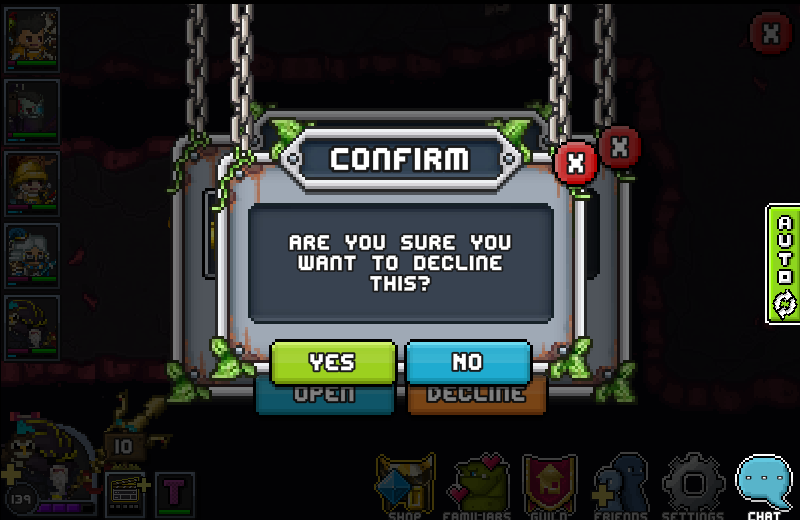 X
CONFIRM
X
X
ARE YOU SURE YOU
WANT TO DECLINE
THIS?
AUTO
YES
NO
OPEN
DECLINE
10
139
T
SHOP
FAMILIARS
GUILD
FRIENDS
SETTINGS
CHAT